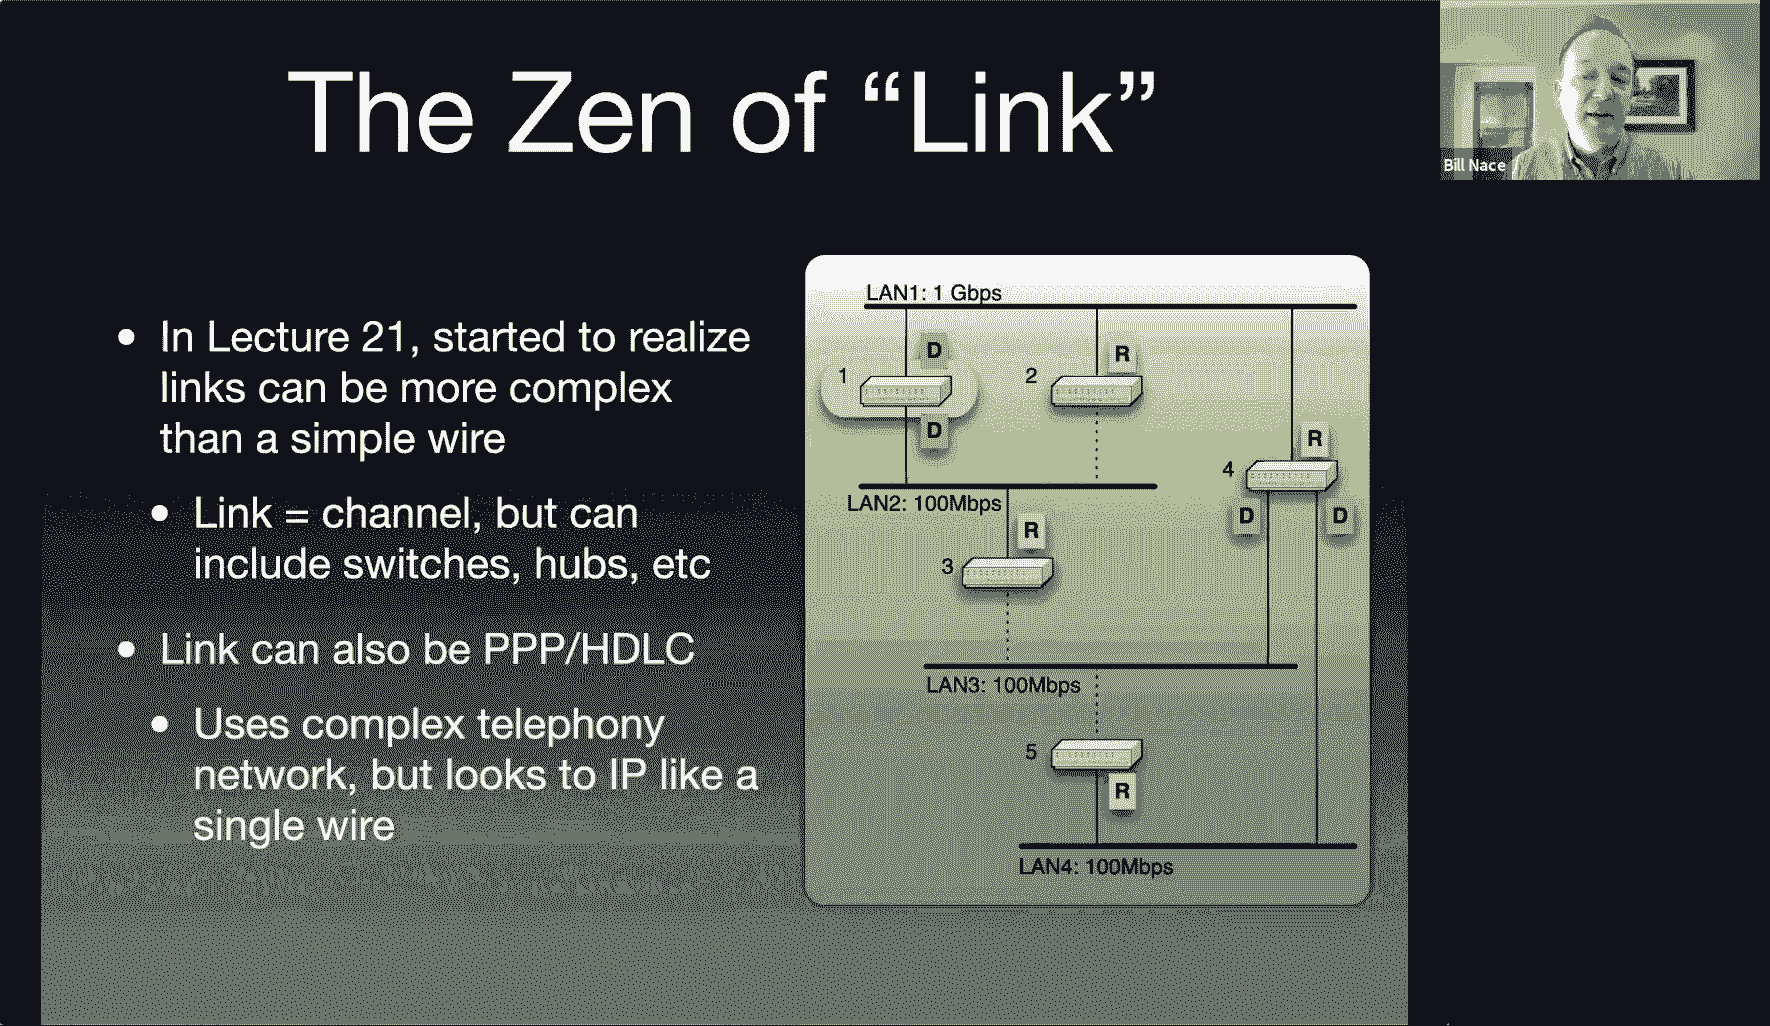 The Zen of “Link”
Bill Nace
• In Lecture 21, started to realize
links can be more complex
than a simple wire
• Link = channel, but can
include switches, hubs, etc
• Link can also be PPP/HDLC
• Uses complex telephony
network, but looks to IP like a
single wire
LAN1: 1 Gbps
D
R
1
2
D
R
4
LAN2: 100Mbps
D
D
R
3
LAN3: 100Mbps
5
R
LAN4: 100Mbps